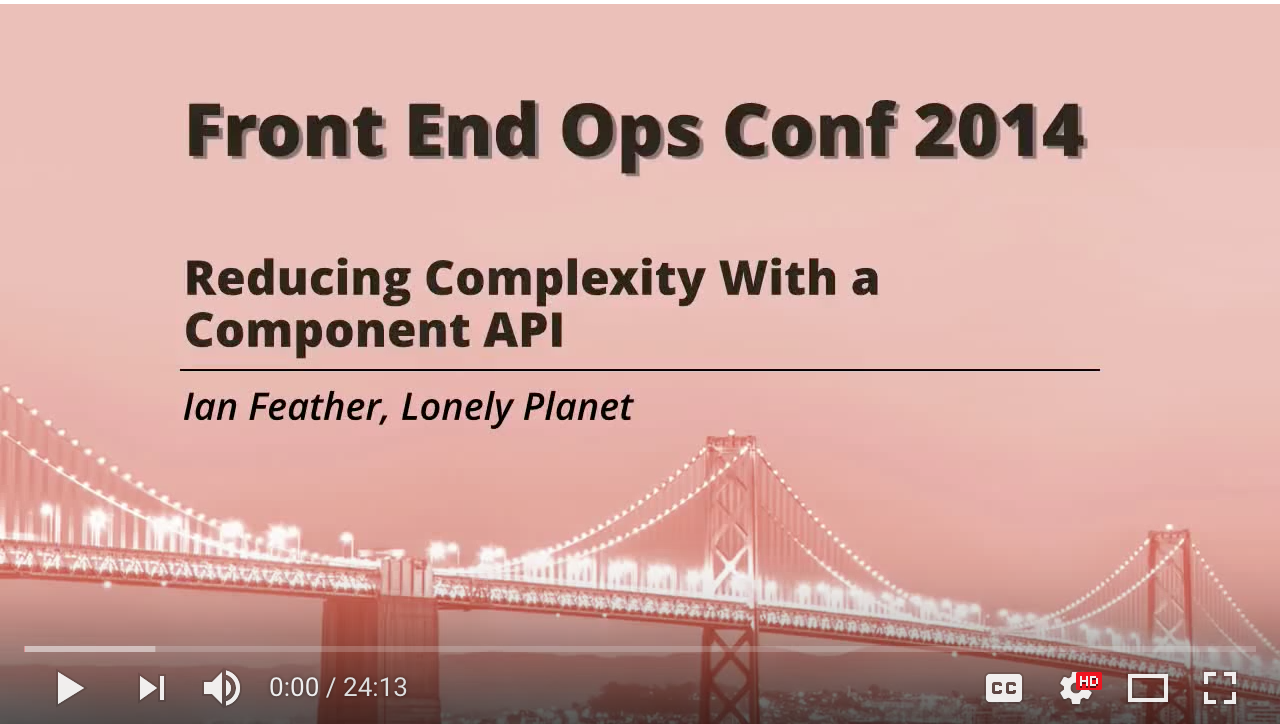 Front End Ops Conf 2014
Reducing Complexity With a
Component API
Ian Feather, Lonely Planet
0:00 / 24:13
CC
HD